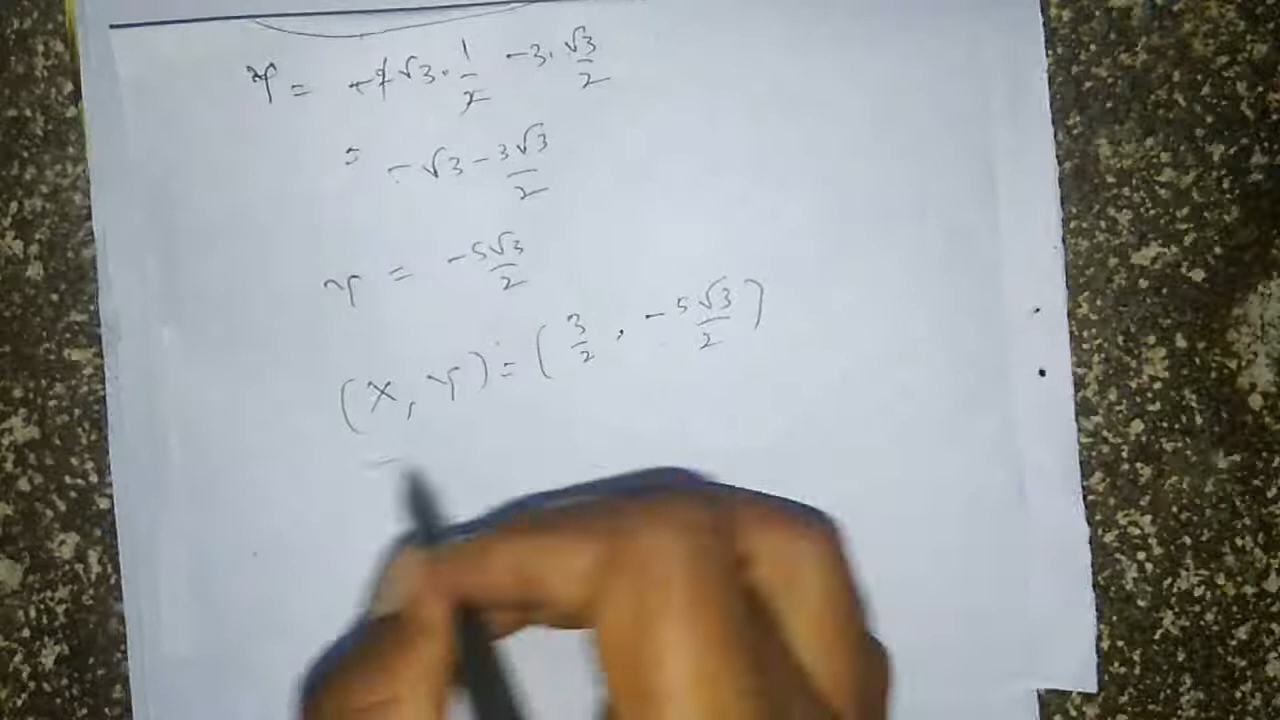 y = -2√3 · 1/2 - 3 · √3/2
= -√3 - 3√3/2
y = -5√3/2
(x, y) = (3/2, -5√3/2)